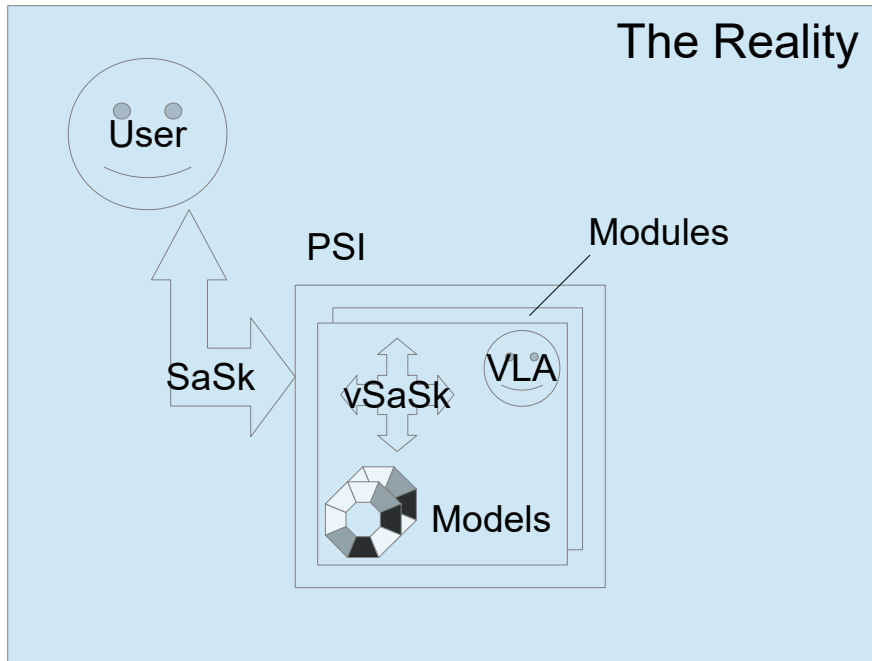 The Reality
User
PSI
Modules
SaSk
vSaSk
VLA
Models